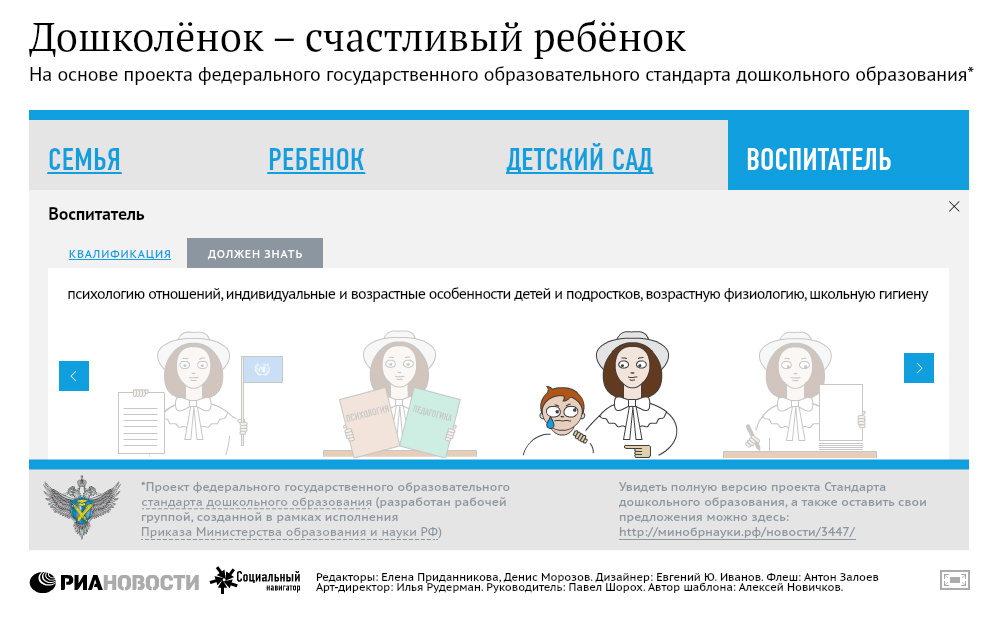 Дошколёнок – счастливый ребёнок
На основе проекта федерального государственного образовательного стандарта дошкольного образования*
СЕМЬЯ
РЕБЕНОК
ДЕТСКИЙ САД
ВОСПИТАТЕЛЬ
Воспитатель
КВАЛИФИКАЦИЯ
ДОЛЖЕН ЗНАТЬ
психологию отношений, индивидуальные и возрастные особенности детей и подростков, возрастную физиологию, школьную гигиену
ПСИХОЛОГИЯ
ПЕДАГОГИКА
*Проект федерального государственного образовательного
стандарта дошкольного образования (разработан рабочей
группой, созданной в рамках исполнения
Приказа Министерства образования и науки РФ)
Увидеть полную версию проекта Стандарта
дошкольного образования, а также оставить свои
предложения можно здесь:
http://минобрнауки.рф/новости/3447/
РИАНОВОСТИ
Социальный
навигатор
Редакторы: Елена Приданникова, Денис Морозов. Дизайнер: Евгений Ю. Иванов. Флеш: Антон Залоев
Арт-директор: Илья Рудерман. Руководитель: Павел Шорох. Автор шаблона: Алексей Новичков.